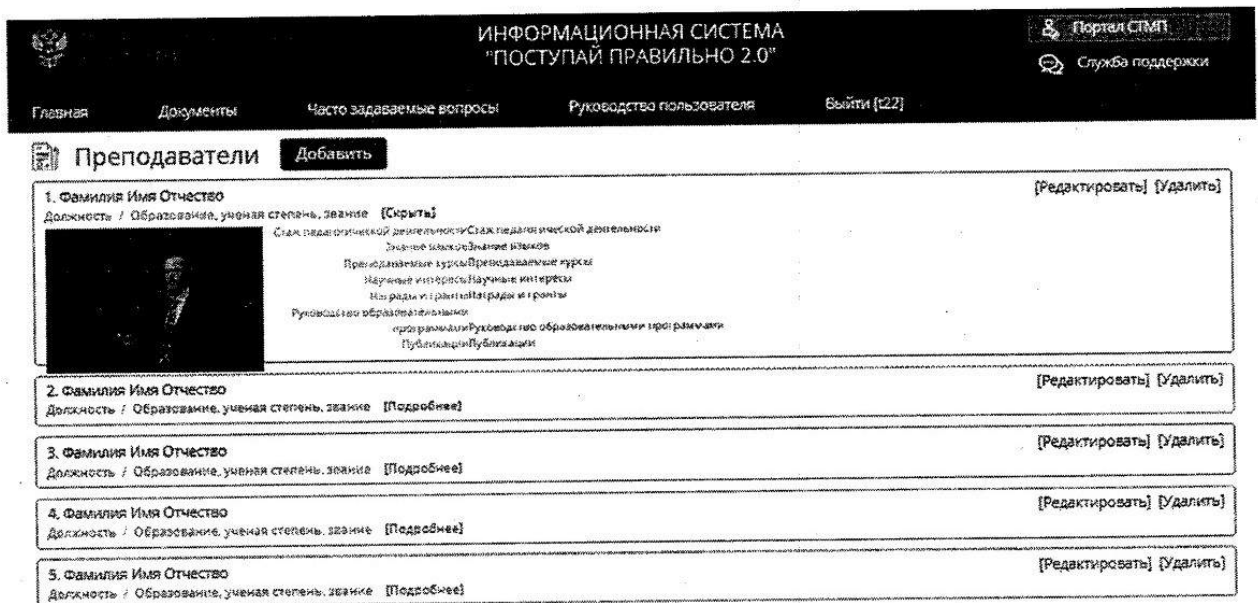 ИНФОРМАЦИОННАЯ СИСТЕМА
"ПОСТУПАЙ ПРАВИЛЬНО 2.0"
Портал СТМП
Служба поддержки
Главная Документы Часто задаваемые вопросы Руководство пользователя Выйти [t22]
Преподаватели Добавить
1. Фамилия Имя Отчество [Редактировать] [Удалить]
Должность / Образование, ученая степень, звание [Скрыть]
Стаж педагогической деятельностиСтаж педагогической деятельности
Знание языковЗнание языков
Преподаваемые курсыПреподаваемые курсы
Научные интересыНаучные интересы
Награды и грантыНаграды и гранты
Руководство образовательными
программамиРуководство образовательными программами
ПубликацииПубликации
2. Фамилия Имя Отчество [Редактировать] [Удалить]
Должность / Образование, ученая степень, звание [Подробнее]
3. Фамилия Имя Отчество [Редактировать] [Удалить]
Должность / Образование, ученая степень, звание [Подробнее]
4. Фамилия Имя Отчество [Редактировать] [Удалить]
Должность / Образование, ученая степень, звание [Подробнее]
5. Фамилия Имя Отчество [Редактировать] [Удалить]
Должность / Образование, ученая степень, звание [Подробнее]